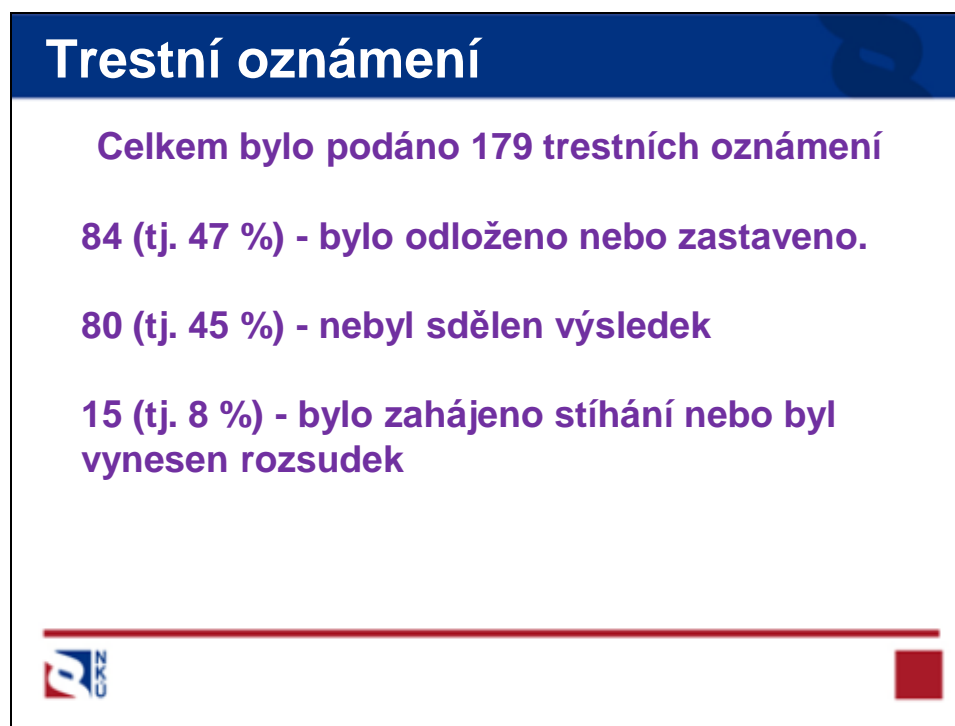 Trestní oznámení
Celkem bylo podáno 179 trestních oznámení
84 (tj. 47 %) - bylo odloženo nebo zastaveno.
80 (tj. 45 %) - nebyl sdělen výsledek
15 (tj. 8 %) - bylo zahájeno stíhání nebo byl
vynesen rozsudek
NKÚ